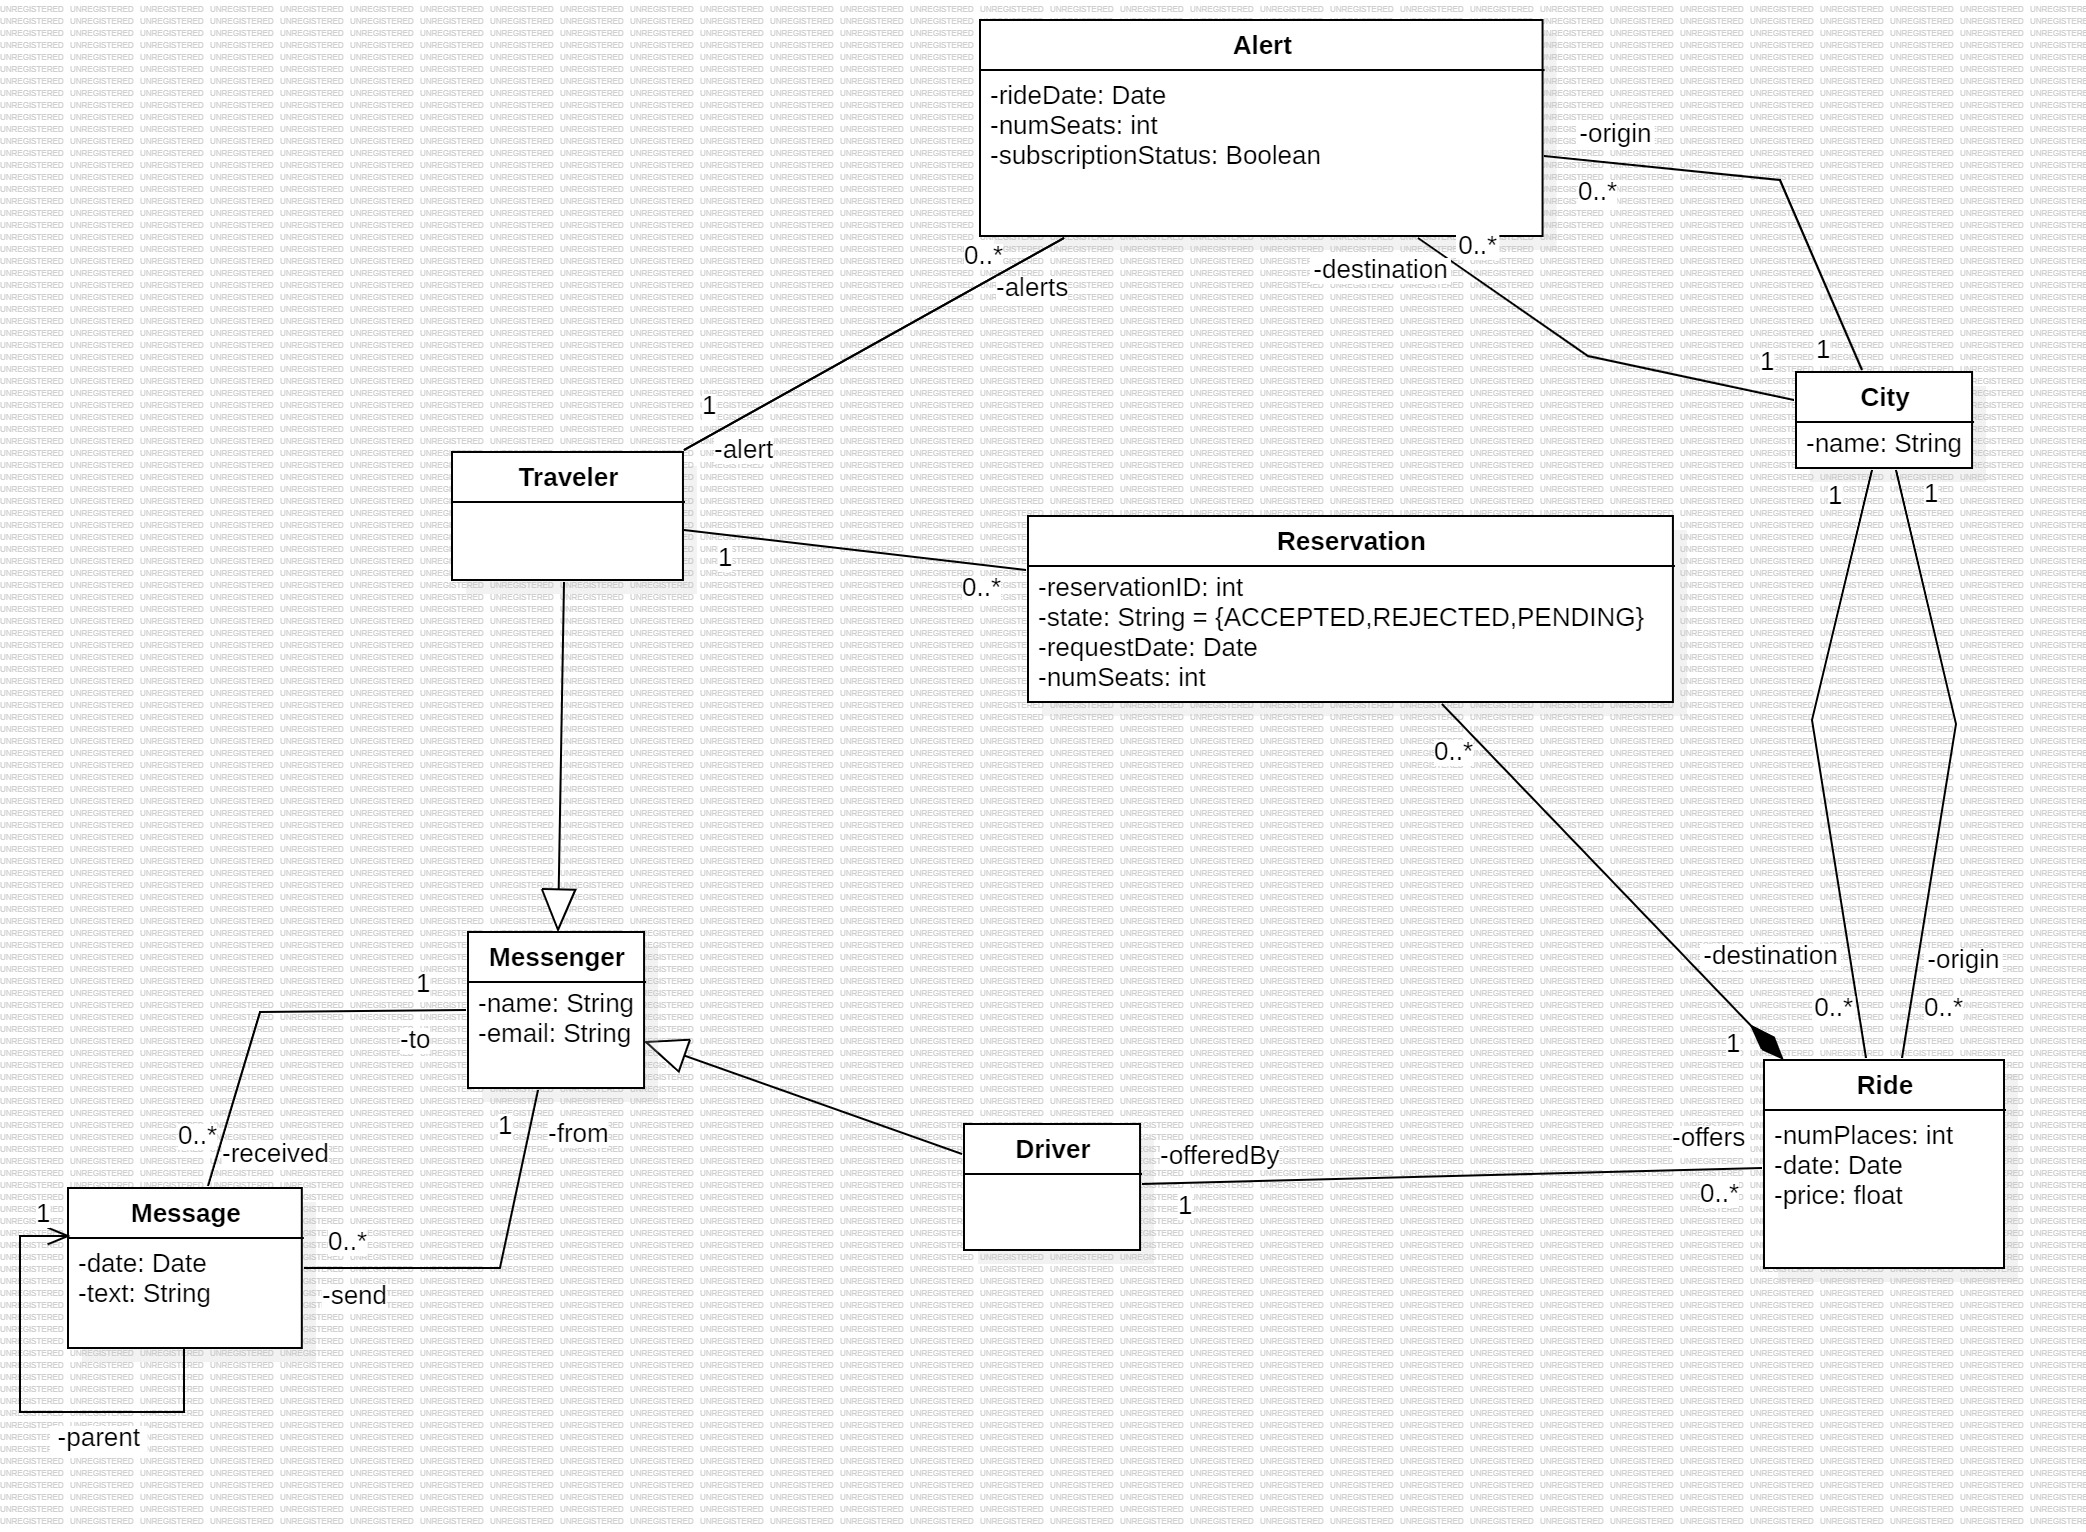 Alert
-rideDate: Date
-numSeats: int
-subscriptionStatus: Boolean
-origin
0..*
0..*
-destination
0..*
-alerts
1
1
City
-name: String
1
-alert
Traveler
1
0..*
Reservation
-reservationID: int
-state: String = {ACCEPTED,REJECTED,PENDING}
-requestDate: Date
-numSeats: int
1
1
0..*
-destination
-origin
0..*
0..*
1
Messenger
-name: String
-email: String
1
-to
0..*
-received
1
-from
Driver
-offeredBy
1
-offers
0..*
Ride
-numPlaces: int
-date: Date
-price: float
1
Message
-date: Date
-text: String
0..*
-send
-parent
UNREGISTERED